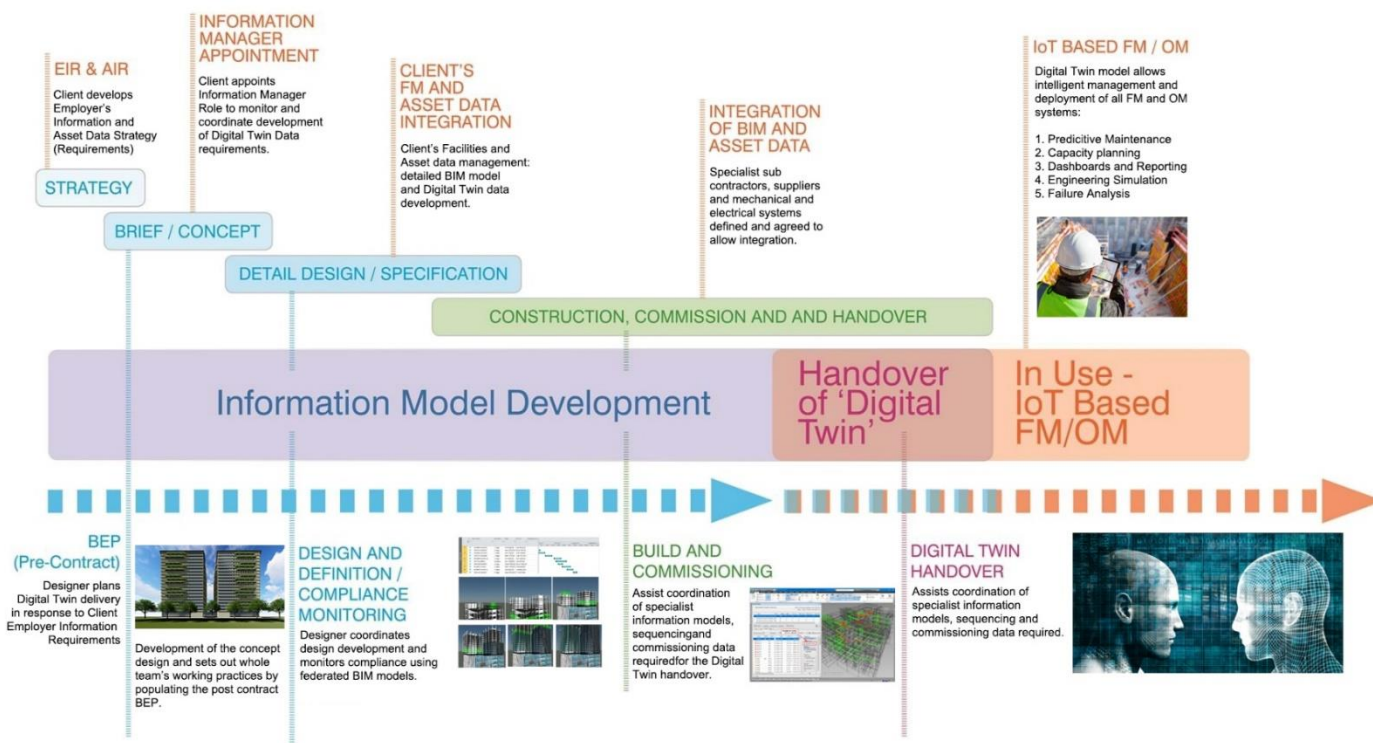 EIR & AIR
Client develops
Employer's
Information and
Asset Data Strategy
(Requirements)
STRATEGY
INFORMATION
MANAGER
APPOINTMENT
Client appoints
Information Manager
Role to monitor and
coordinate development
of Digital Twin Data
requirements.
BRIEF / CONCEPT
CLIENT'S
FM AND
ASSET DATA
INTEGRATION
Client's Facilities and
Asset data management:
detailed BIM model
and Digital Twin data
development.
DETAIL DESIGN / SPECIFICATION
INTEGRATION
OF BIM AND
ASSET DATA
Specialist sub
contractors, suppliers
and mechanical and
electrical systems
defined and agreed to
allow integration.
CONSTRUCTION, COMMISSION AND AND HANDOVER
IoT BASED FM / OM
Digital Twin model allows
intelligent management and
deployment of all FM and OM
systems:
1. Predicitive Maintenance
2. Capacity planning
3. Dashboards and Reporting
4. Engineering Simulation
5. Failure Analysis
Information Model Development
Handover
of 'Digital
Twin'
In Use -
IoT Based
FM/OM
BEP
(Pre-Contract)
Designer plans
Digital Twin delivery
in response to Client
Employer Information
Requirements
Development of the concept
design and sets out whole
team's working practices by
populating the post contract
BEP.
DESIGN AND
DEFINITION /
COMPLIANCE
MONITORING
Designer coordinates
design development and
monitors compliance using
federated BIM models.
BUILD AND
COMMISSIONING
Assist coordination
of specialist
information models,
sequencingand
commissioning data
requiredfor the Digital
Twin handover.
DIGITAL TWIN
HANDOVER
Assists coordination of
specialist information
models, sequencing and
commissioning data required.